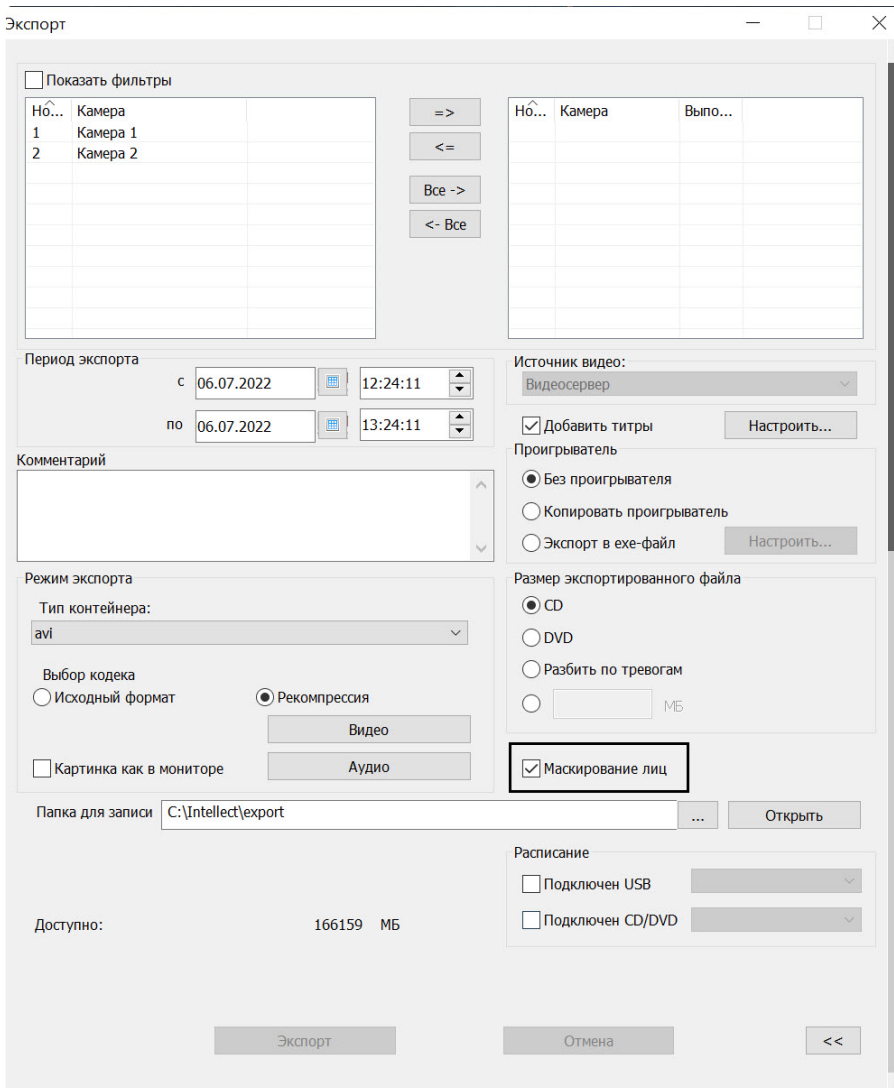 Экспорт
Показать фильтры
Но... Камера
1 Камера 1
2 Камера 2
=>
<=
Все ->
<- Все
Но... Камера Выпо...
Период экспорта
с 06.07.2022 12:24:11
по 06.07.2022 13:24:11
Источник видео:
Видеосервер
Добавить титры Настроить...
Комментарий
Проигрыватель
Без проигрывателя
Копировать проигрыватель
Экспорт в exe-файл Настроить...
Режим экспорта
Тип контейнера:
avi
Выбор кодека
Исходный формат Рекомпрессия
Видео
Картинка как в мониторе Аудио
Размер экспортированного файла
CD
DVD
Разбить по тревогам
МБ
Маскирование лиц
Папка для записи C:\Intellect\export ... Открыть
Расписание
Подключен USB
Подключен CD/DVD
Доступно: 166159 МБ
Экспорт Отмена <<